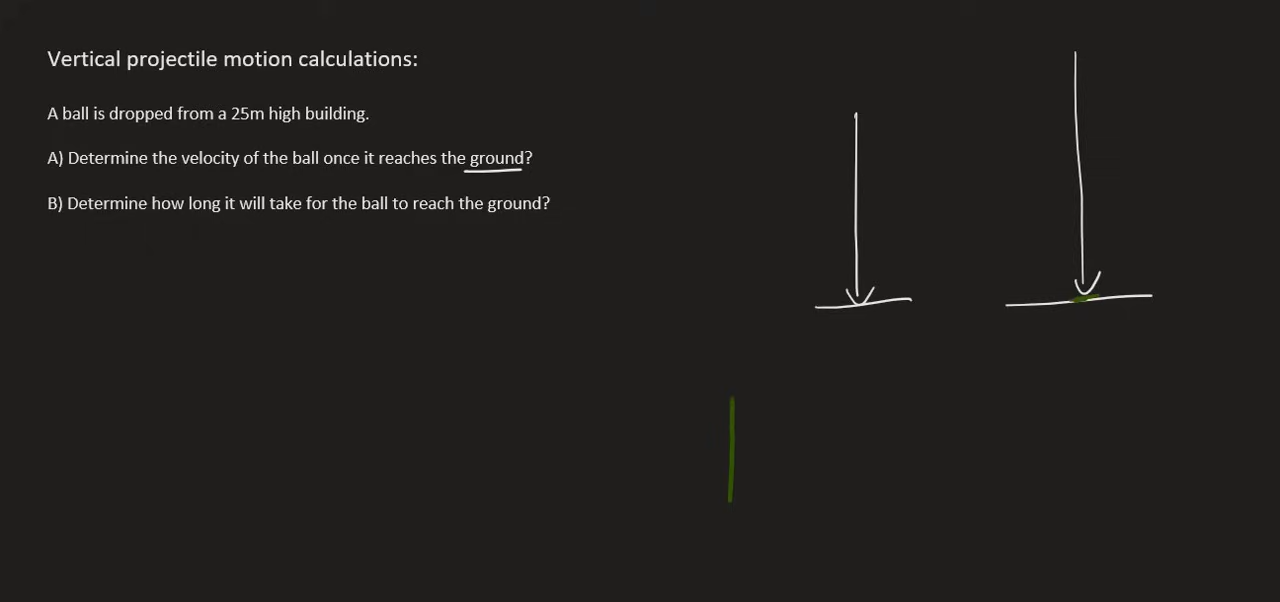 Vertical projectile motion calculations:
A ball is dropped from a 25m high building.
A) Determine the velocity of the ball once it reaches the ground?
B) Determine how long it will take for the ball to reach the ground?